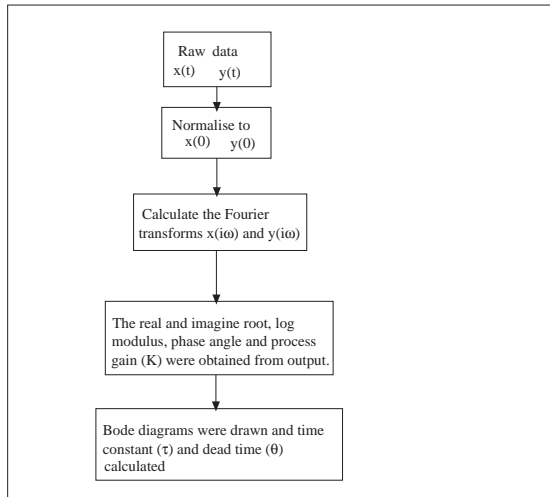 Raw data
x(t) y(t)
Normalise to
x(0) y(0)
Calculate the Fourier
transforms x(iω) and y(iω)
The real and imagine root, log
modulus, phase angle and process
gain (K) were obtained from output.
Bode diagrams were drawn and time
constant (τ) and dead time (θ)
calculated